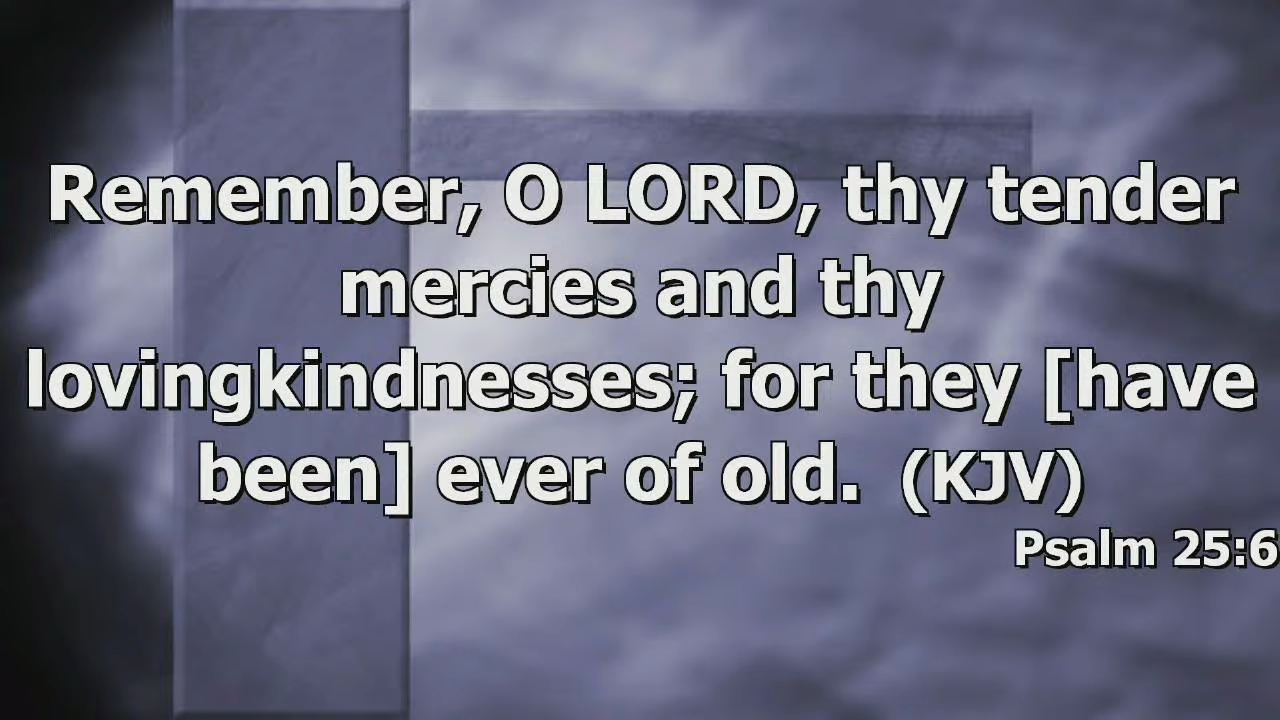 Remember, O LORD, thy tender
mercies and thy
lovingkindnesses; for they [have
been] ever of old. (KJV)
Psalm 25:6